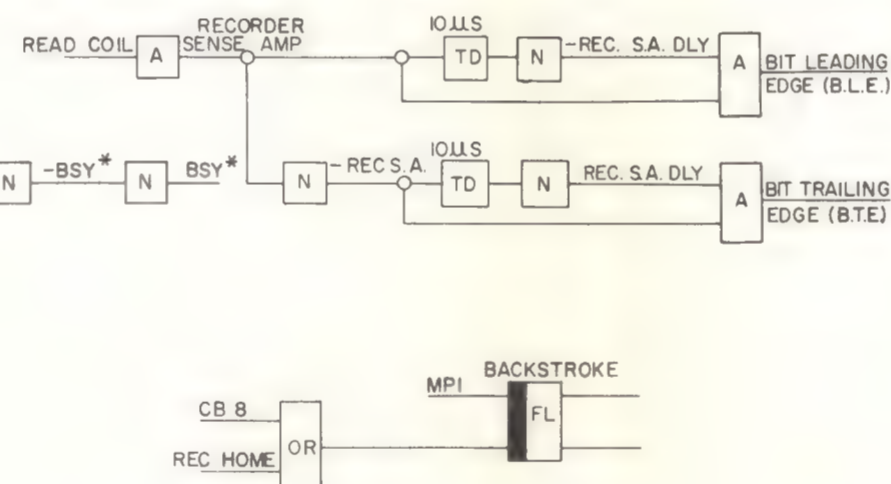 READ COIL
A
RECORDER
SENSE AMP
10 µS
TD
N
-REC. S.A. DLY
A
BIT LEADING
EDGE (B.L.E.)
N
-BSY*
N
BSY*
N
-REC S.A.
10 µS
TD
N
REC. S.A. DLY
A
BIT TRAILING
EDGE (B.T.E)
CB 8
REC HOME
OR
MPI
BACKSTROKE
FL